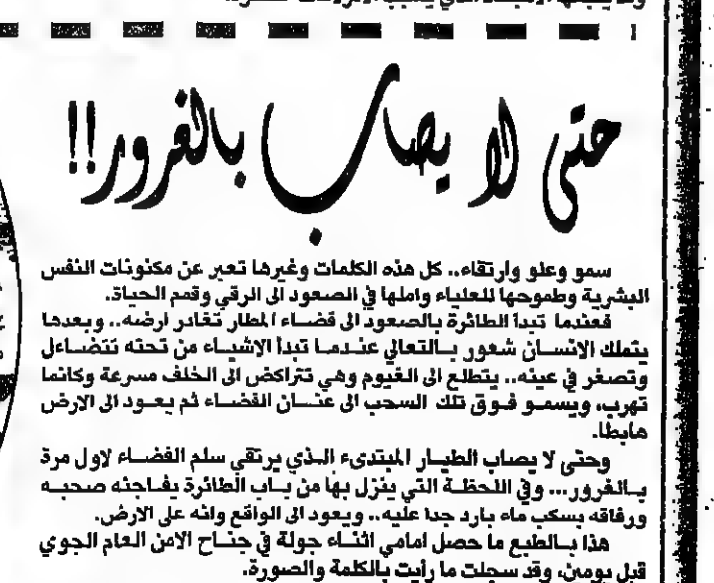 حتى لا يصاب بالغرور!!
سمو وعلو وارتقاء.. كل هذه الكلمات وغيرها تعبر عن مكنونات النفس
البشرية وطموحها للعلياء واملها في الصعود الى الرقي وقمم الحياة.
فعندما تبدأ الطائرة بالصعود الى فضاء المطار تغادر ارضه.. وبعدها
يتملك الانسان شعور بالتعالي عندما تبدأ الاشياء من تحته تتضاءل
وتصغر في عينه.. يتطلع الى الغيوم وهي تتراكض الى الخلف مسرعة وكانما
تهرب، ويسمو فوق تلك السحب الى عنان الفضاء ثم يعود الى الارض
هابطا.
وحتى لا يصاب الطيار المبتدىء الذي يرتقي سلم الفضاء لاول مرة
بالغرور... وفي اللحظة التي ينزل بها من باب الطائرة يفاجئه صحبه
ورفاقه بسكب ماء بارد جدا عليه.. ويعود الى الواقع وانه على الارض.
هذا بالطبع ما حصل امامي اثناء جولة في جناح الامن العام الجوي
قبل يومين، وقد سجلت ما رأيت بالكلمة والصورة.